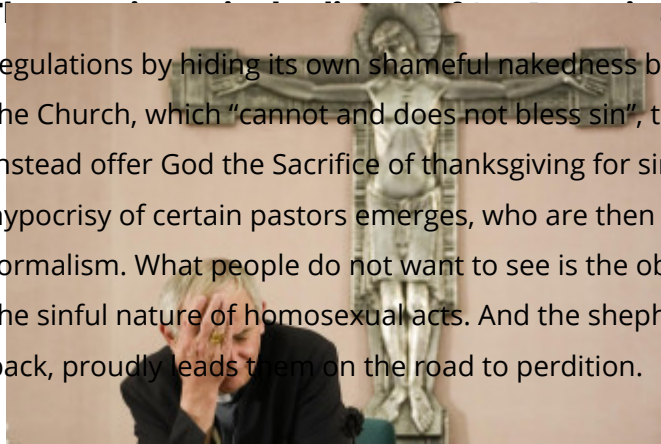 egulations by hiding its own shameful nakedness b
he Church, which “cannot and does not bless sin”, t
nstead offer God the Sacrifice of thanksgiving for si
ypocrisy of certain pastors emerges, who are then
ormalism. What people do not want to see is the ob
he sinful nature of homosexual acts. And the sheph
back, proudly leads them on the road to perdition.